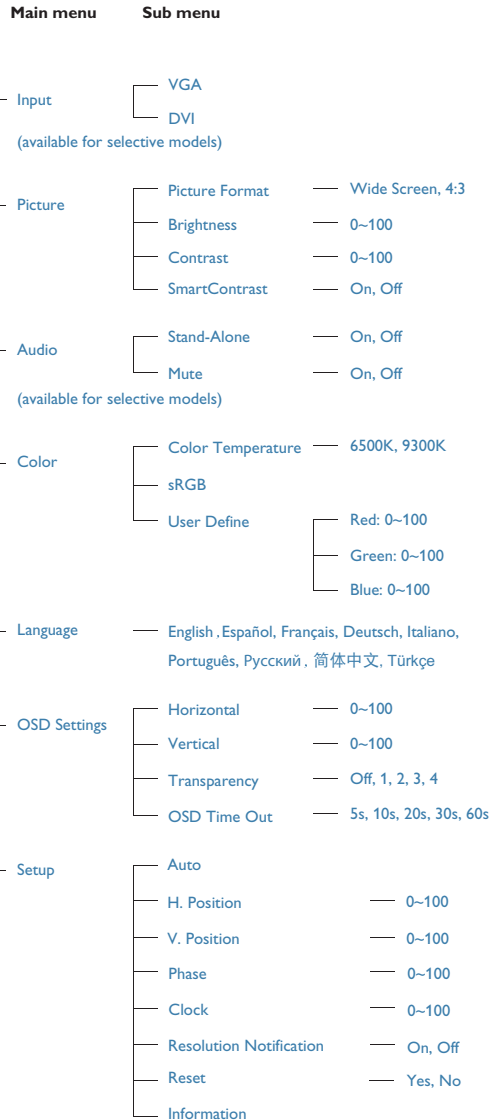 Main menu Sub menu
Input VGA
DVI
(available for selective models)
Picture Picture Format Wide Screen, 4:3
Brightness 0~100
Contrast 0~100
SmartContrast On, Off
Audio Stand-Alone On, Off
Mute On, Off
(available for selective models)
Color Color Temperature 6500K, 9300K
sRGB
User Define Red: 0~100
Green: 0~100
Blue: 0~100
Language English , Español, Français, Deutsch, Italiano,
Português, Русский , 简体中文, Türkçe
OSD Settings Horizontal 0~100
Vertical 0~100
Transparency Off, 1, 2, 3, 4
OSD Time Out 5s, 10s, 20s, 30s, 60s
Setup Auto
H. Position 0~100
V. Position 0~100
Phase 0~100
Clock 0~100
Resolution Notification On, Off
Reset Yes, No
Information